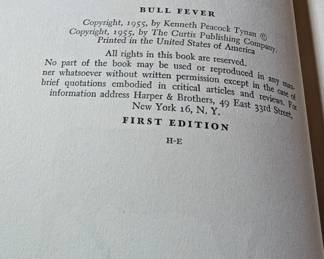 BULL FEVER
Copyright, 1955, by Kenneth Peacock Tynan ©
Copyright, 1955, by The Curtis Publishing Company.
Printed in the United States of America
All rights in this book are reserved.
No part of the book may be used or reproduced in any man-
ner whatsoever without written permission except in the case of
brief quotations embodied in critical articles and reviews. For
information address Harper & Brothers, 49 East 33rd Street,
New York 16, N. Y.
FIRST EDITION
H-E